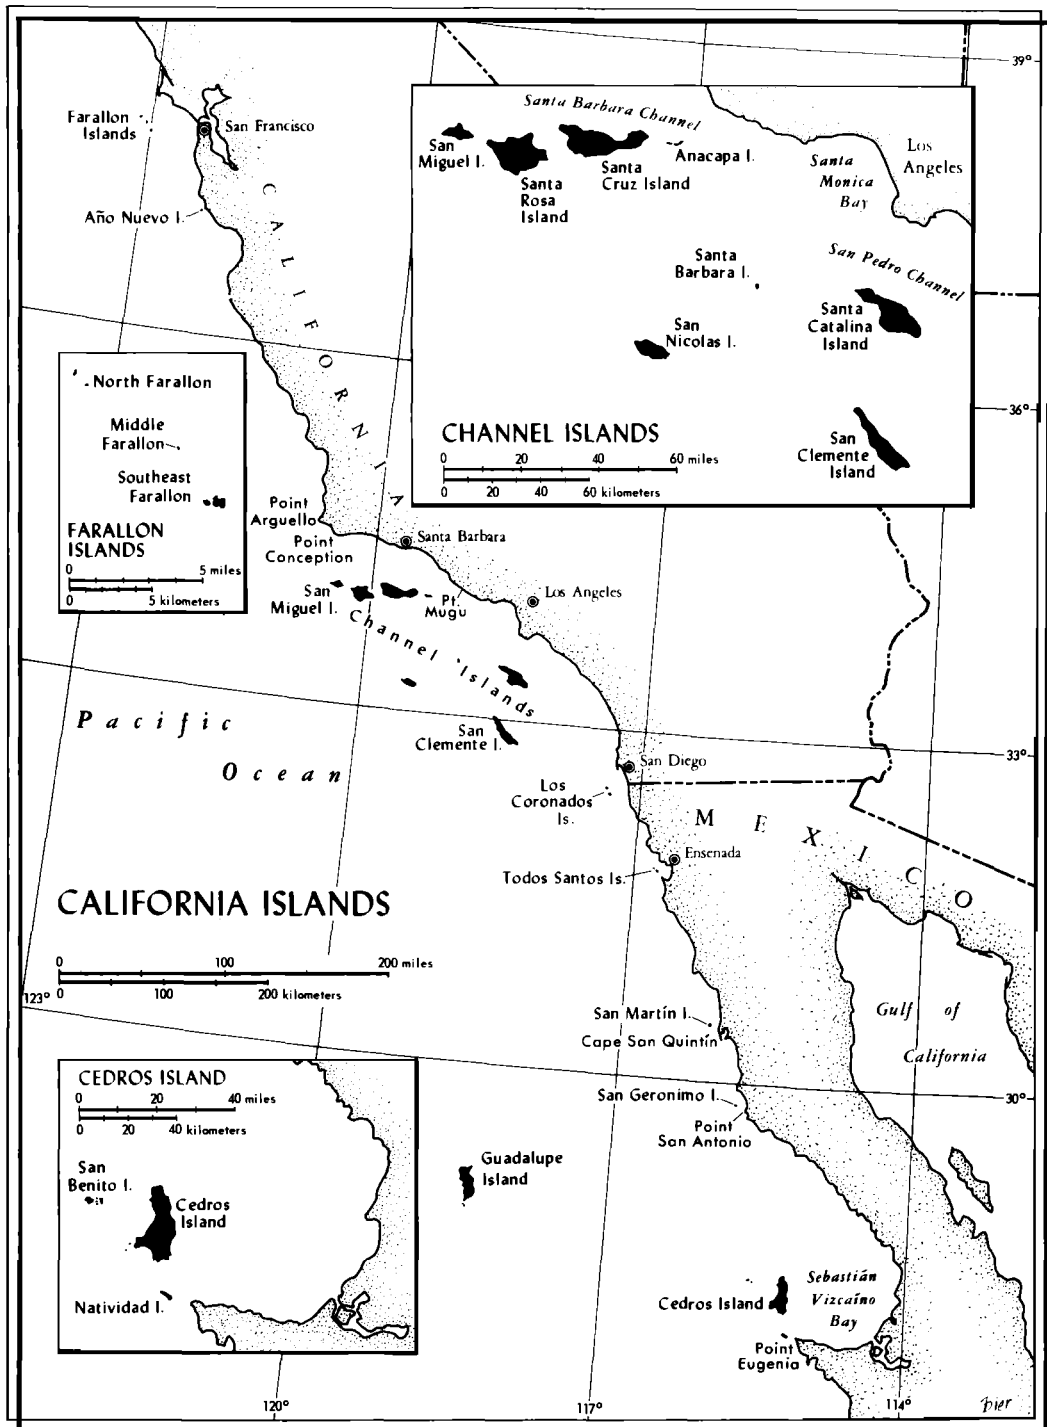 39°
Farallon
Islands
San Francisco
CALIFORNIA
Año Nuevo I.
Santa Barbara Channel
San
Miguel I.
Santa
Rosa
Island
Santa
Cruz Island
Anacapa I.
Santa
Monica
Bay
Los
Angeles
Santa
Barbara I.
San Pedro Channel
Santa
Catalina
Island
San
Nicolas I.
San
Clemente
Island
CHANNEL ISLANDS
0 20 40 60 miles
0 20 40 60 kilometers
36°
North Farallon
Middle
Farallon
Southeast
Farallon
FARALLON
ISLANDS
0 5 miles
0 5 kilometers
Point
Arguello
Point
Conception
Santa Barbara
San
Miguel I.
Pt.
Mugu
Los Angeles
Channel Islands
Pacific
Ocean
San
Clemente I.
San Diego
33°
Los
Coronados
Is.
MEXICO
Ensenada
Todos Santos Is.
CALIFORNIA ISLANDS
0 100 200 miles
0 100 200 kilometers
123°
San Martín I.
Cape San Quintín
Gulf of
California
San Geronimo I.
30°
Point
San Antonio
CEDROS ISLAND
0 20 40 miles
0 20 40 kilometers
San
Benito I.
Cedros
Island
Natividad I.
Guadalupe
Island
Cedros Island
Sebastián
Vizcaíno
Bay
Point
Eugenia
120°
117°
114°